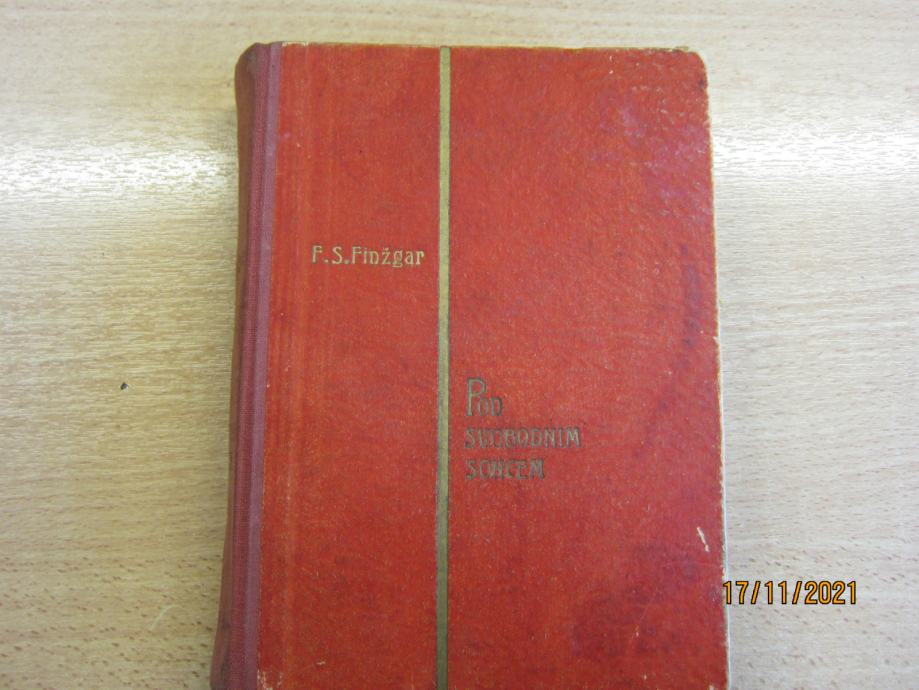 F.S.Finžgar
POD
SVOBODNIM
SONCEM
17/11/2021